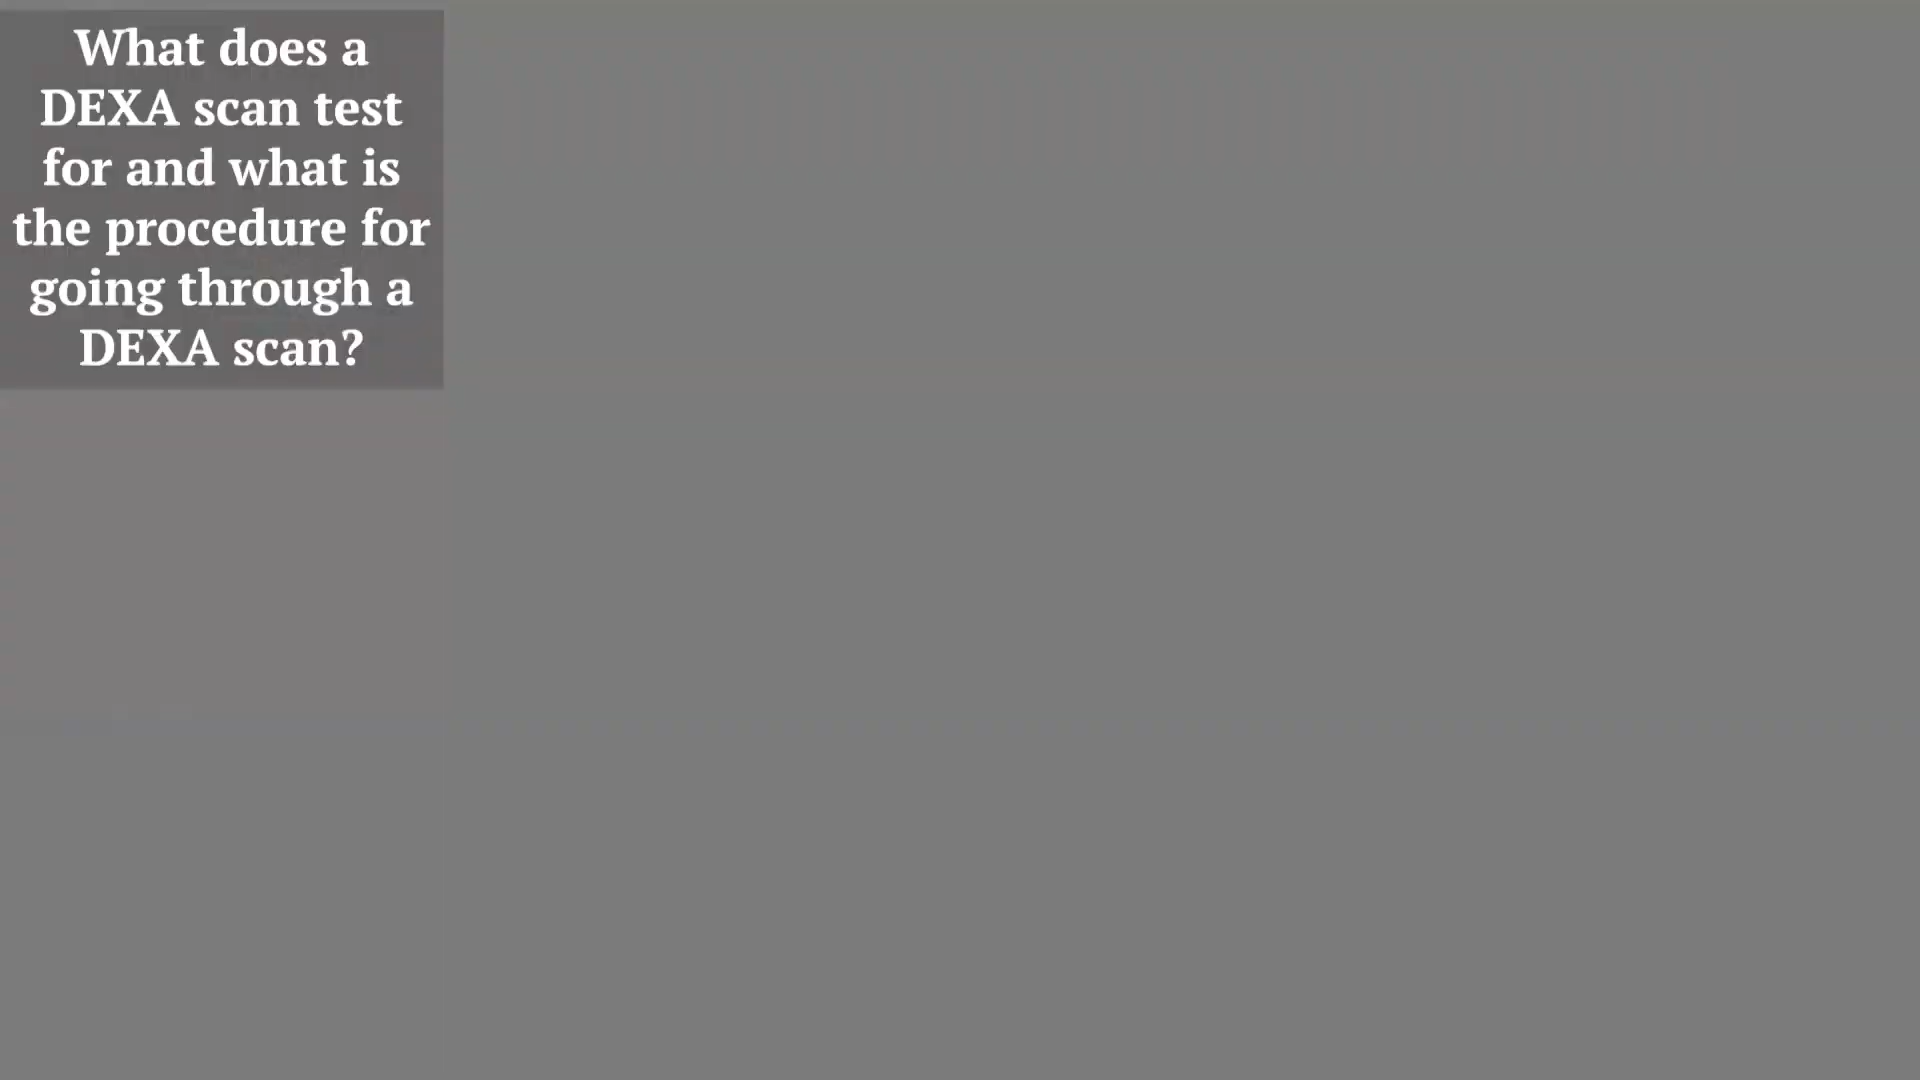 What does a
DEXA scan test
for and what is
the procedure for
going through a
DEXA scan?